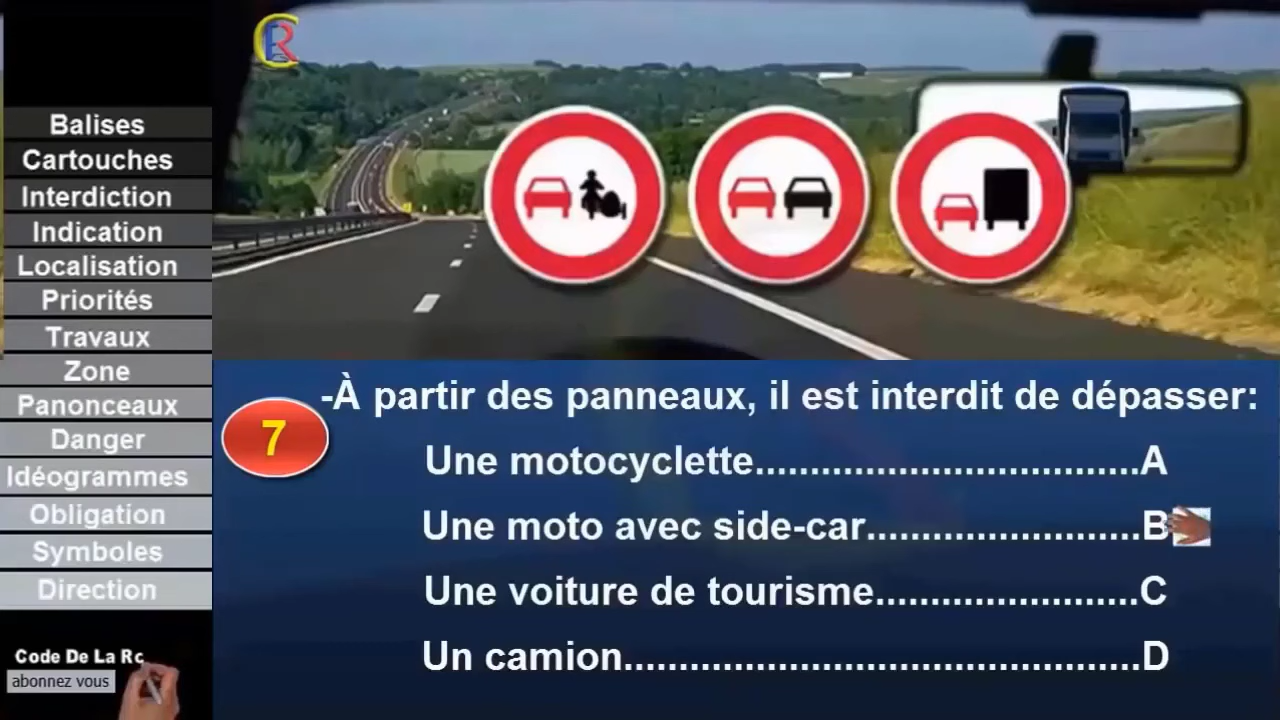 CPR
Balises
Cartouches
Interdiction
Indication
Localisation
Priorités
Travaux
Zone
Panonceaux
Danger
Idéogrammes
Obligation
Symboles
Direction
Code De La Rc
abonnez vous
7
-À partir des panneaux, il est interdit de dépasser:
Une motocyclette...................................A
Une moto avec side-car.........................B
Une voiture de tourisme........................C
Un camion...............................................D